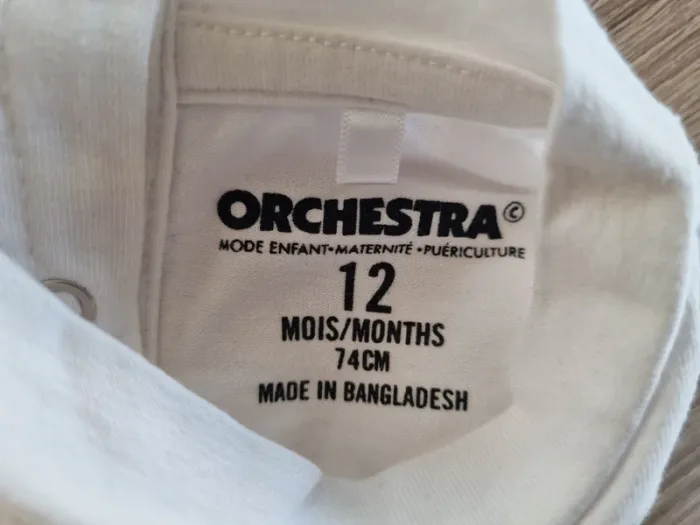 ORCHESTRA©
MODE ENFANT•MATERNITÉ•PUÉRICULTURE
12
MOIS/MONTHS
74CM
MADE IN BANGLADESH